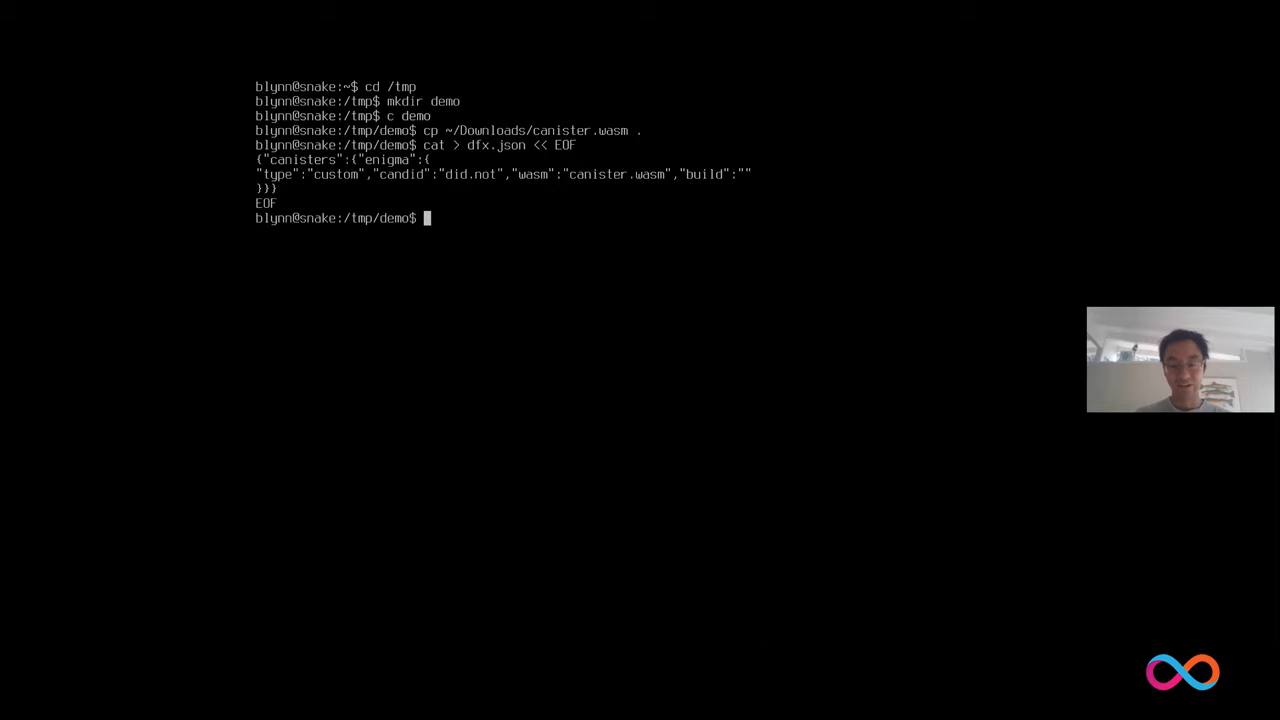 blynn@snake:~$ cd /tmp
blynn@snake:/tmp$ mkdir demo
blynn@snake:/tmp$ c demo
blynn@snake:/tmp/demo$ cp ~/Downloads/canister.wasm .
blynn@snake:/tmp/demo$ cat > dfx.json << EOF
{"canisters":{"enigma":{
"type":"custom","candid":"did.not","wasm":"canister.wasm","build":""
}}}
EOF
blynn@snake:/tmp/demo$